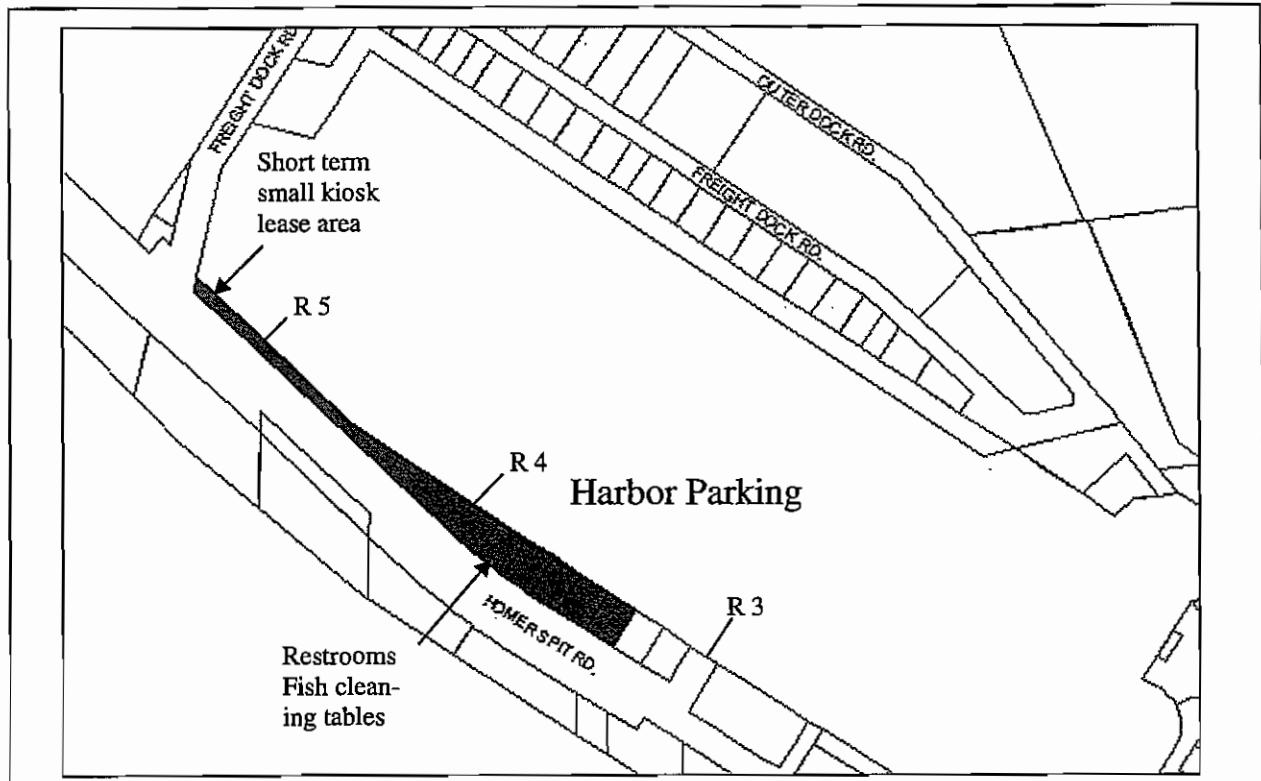 FREIGHT DOCK RD
OUTER DOCK RD.
Short term
small kiosk
lease area
FREIGHT DOCK RD.
R 5
R 4
Harbor Parking
R 3
HOMER SPIT RD.
Restrooms
Fish clean-
ing tables